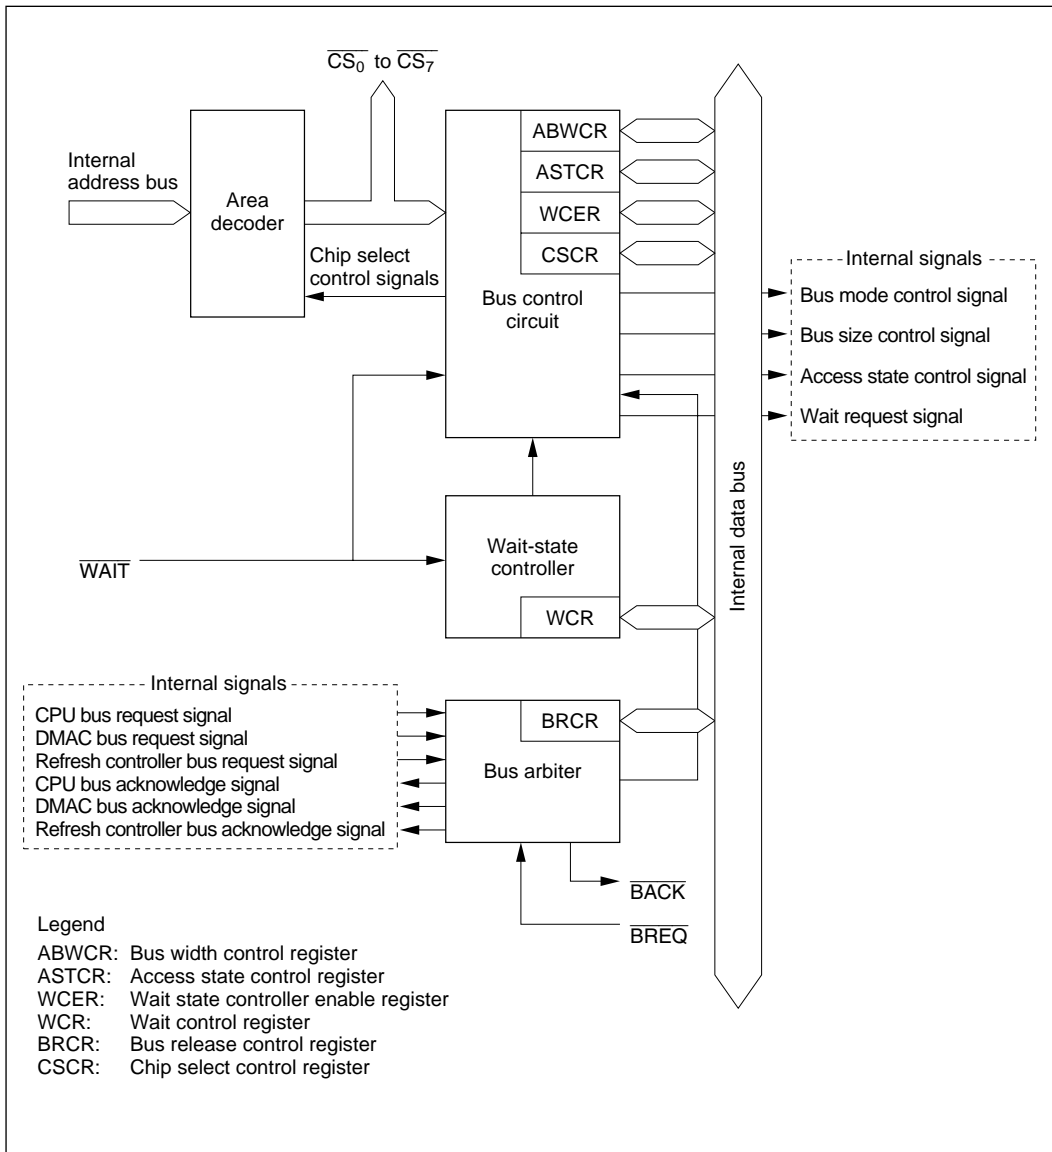 CS0 to CS7
Internal
address bus
Area
decoder
Chip select
control signals
ABWCR
ASTCR
WCER
CSCR
Bus control
circuit
Internal signals
Bus mode control signal
Bus size control signal
Access state control signal
Wait request signal
Internal data bus
WAIT
Wait-state
controller
WCR
Internal signals
CPU bus request signal
DMAC bus request signal
Refresh controller bus request signal
CPU bus acknowledge signal
DMAC bus acknowledge signal
Refresh controller bus acknowledge signal
BRCR
Bus arbiter
BACK
BREQ
Legend
ABWCR: Bus width control register
ASTCR: Access state control register
WCER: Wait state controller enable register
WCR: Wait control register
BRCR: Bus release control register
CSCR: Chip select control register